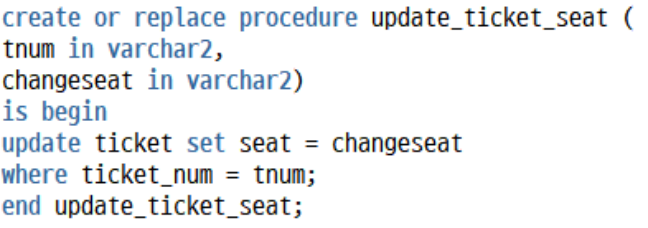 create or replace procedure update_ticket_seat (
tnum in varchar2,
changeseat in varchar2)
is begin
update ticket set seat = changeseat
where ticket_num = tnum;
end update_ticket_seat;